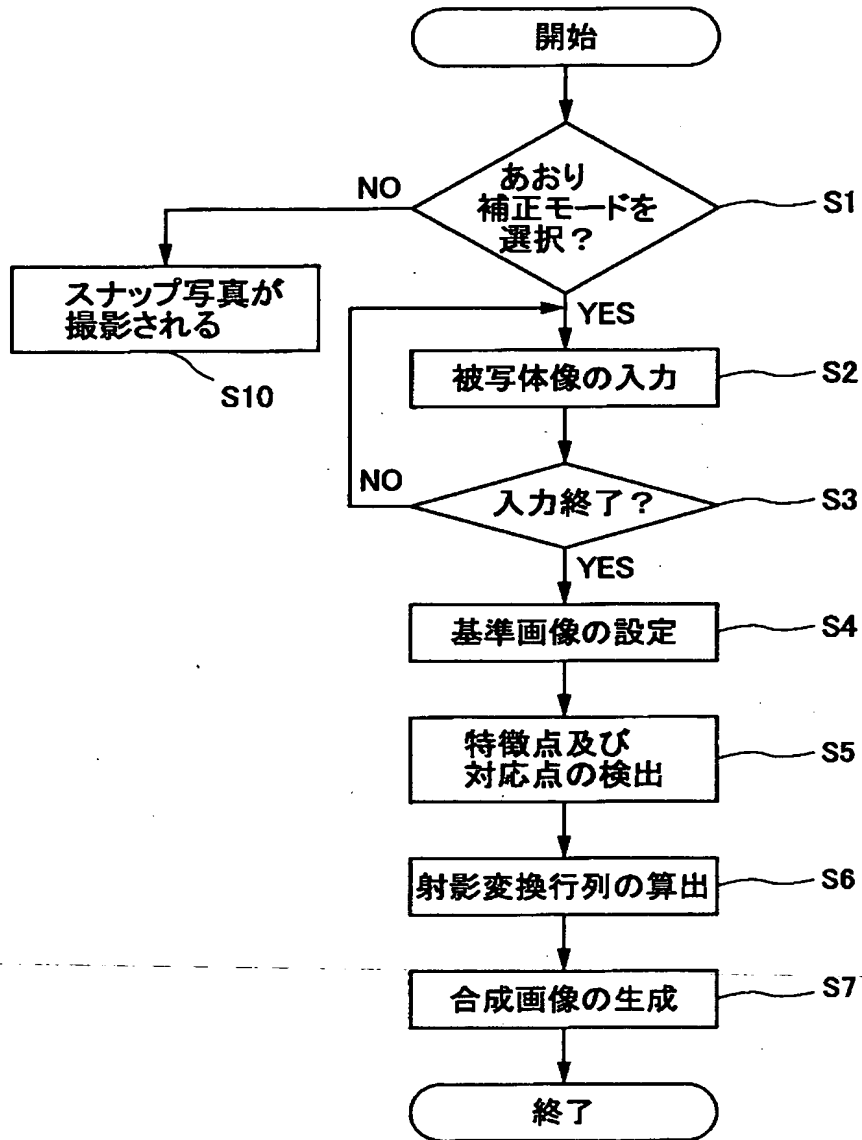 開始
あおり
補正モードを
選択？
S1
NO
YES
スナップ写真が
撮影される
S10
被写体像の入力
S2
入力終了？
S3
NO
YES
基準画像の設定
S4
特徴点及び
対応点の検出
S5
射影変換行列の算出
S6
合成画像の生成
S7
終了